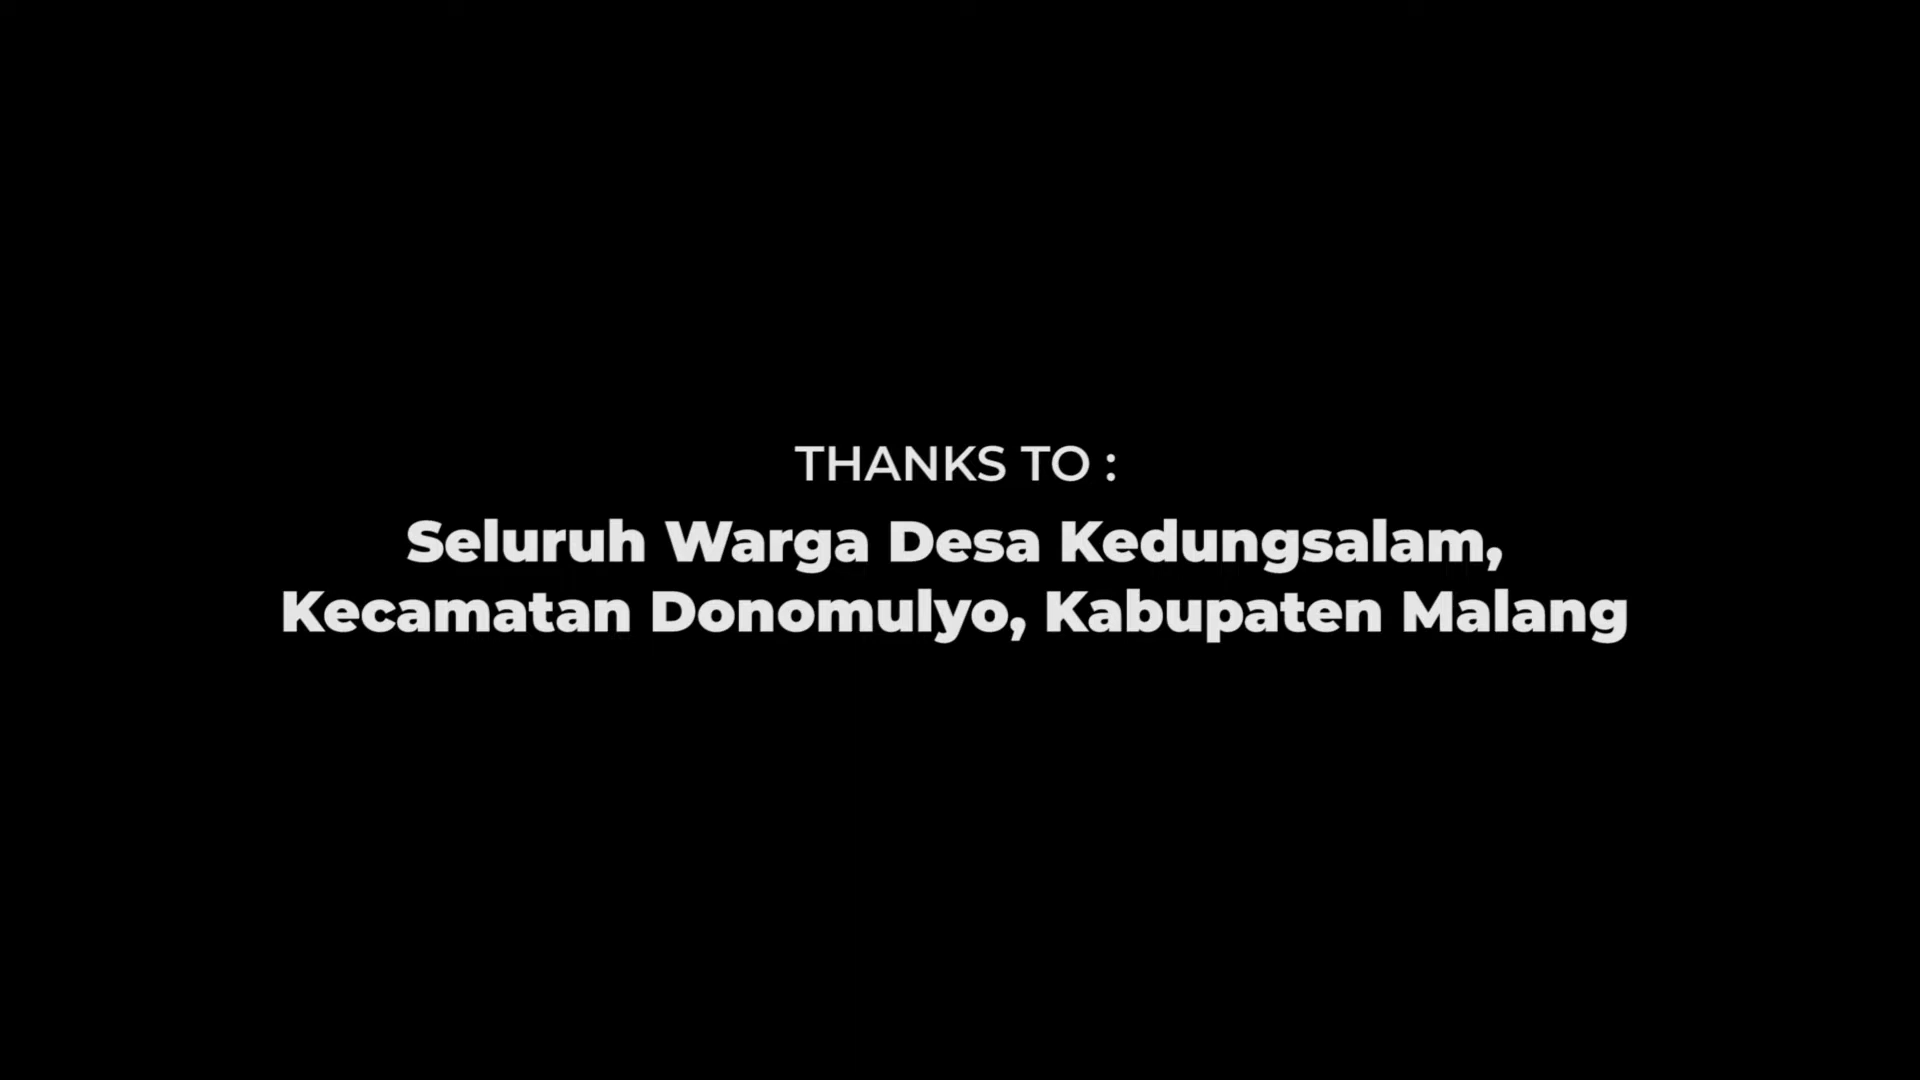 THANKS TO :
Seluruh Warga Desa Kedungsalam,
Kecamatan Donomulyo, Kabupaten Malang